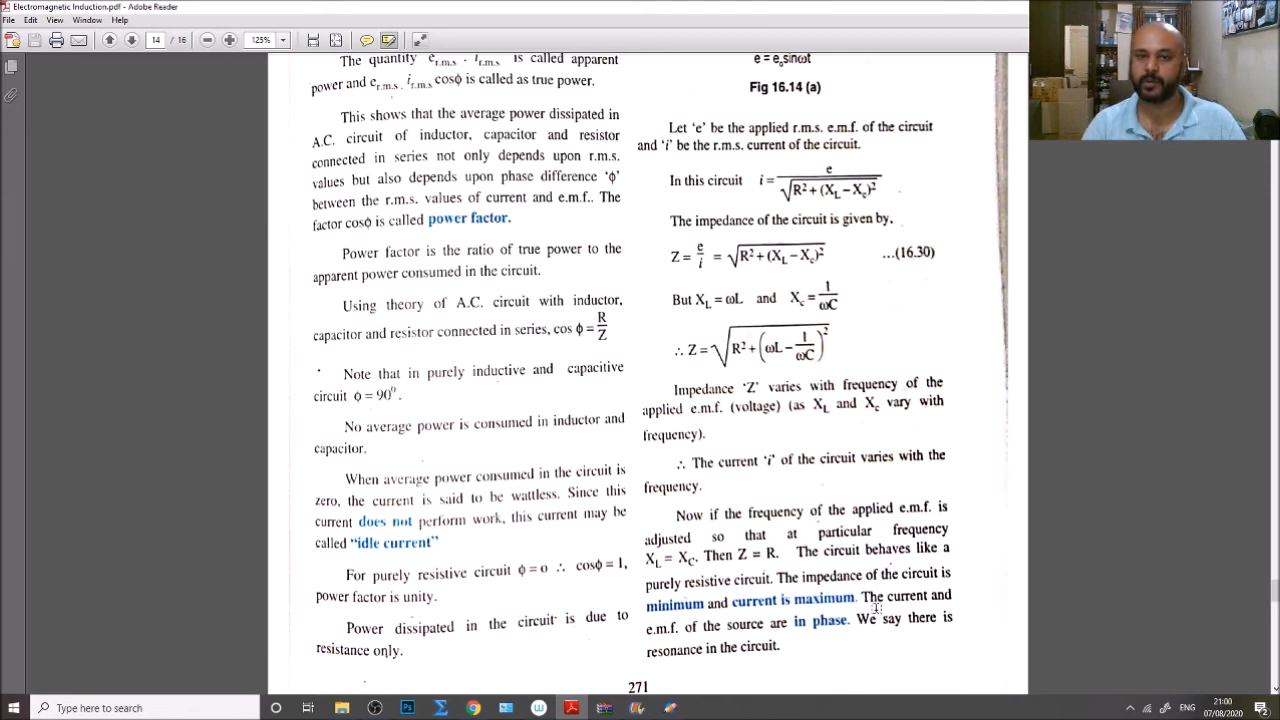 Electromagnetic Induction.pdf - Adobe Reader
File Edit View Window Help
14 / 16 125%
The quantity e r.m.s . i r.m.s is called apparent
power and e r.m.s . i r.m.s cosϕ is called as true power.
This shows that the average power dissipated in
A.C. circuit of inductor, capacitor and resistor
connected in series not only depends upon r.m.s.
values but also depends upon phase difference ‘ϕ’
between the r.m.s. values of current and e.m.f.. The
factor cosϕ is called power factor.
Power factor is the ratio of true power to the
apparent power consumed in the circuit.
Using theory of A.C. circuit with inductor,
capacitor and resistor connected in series, cos ϕ = R/Z
Note that in purely inductive and capacitive
circuit ϕ = 90⁰.
No average power is consumed in inductor and
capacitor.
When average power consumed in the circuit is
zero, the current is said to be wattless. Since this
current does not perform work, this current may be
called “idle current”
For purely resistive circuit ϕ = o ∴ cosϕ = 1,
power factor is unity.
Power dissipated in the circuit is due to
resistance only.
e = e₀sinωt
Fig 16.14 (a)
Let ‘e’ be the applied r.m.s. e.m.f. of the circuit
and ‘i’ be the r.m.s. current of the circuit.
In this circuit i = e/√(R² + (X_L – X_c)²)
The impedance of the circuit is given by.
Z = e/i = √(R² + (X_L – X_c)²) ...(16.30)
But X_L = ωL and X_c = 1/ωC
∴ Z = √(R² + (ωL – 1/ωC)²)
Impedance ‘Z’ varies with frequency of the
applied e.m.f. (voltage) (as X_L and X_c vary with
frequency).
∴ The current ‘i’ of the circuit varies with the
frequency.
Now if the frequency of the applied e.m.f. is
adjusted so that at particular frequency
X_L = X_C. Then Z = R. The circuit behaves like a
purely resistive circuit. The impedance of the circuit is
minimum and current is maximum. The current and
e.m.f. of the source are in phase. We say there is
resonance in the circuit.
271
Type here to search
ENG
21:00
07/08/2020